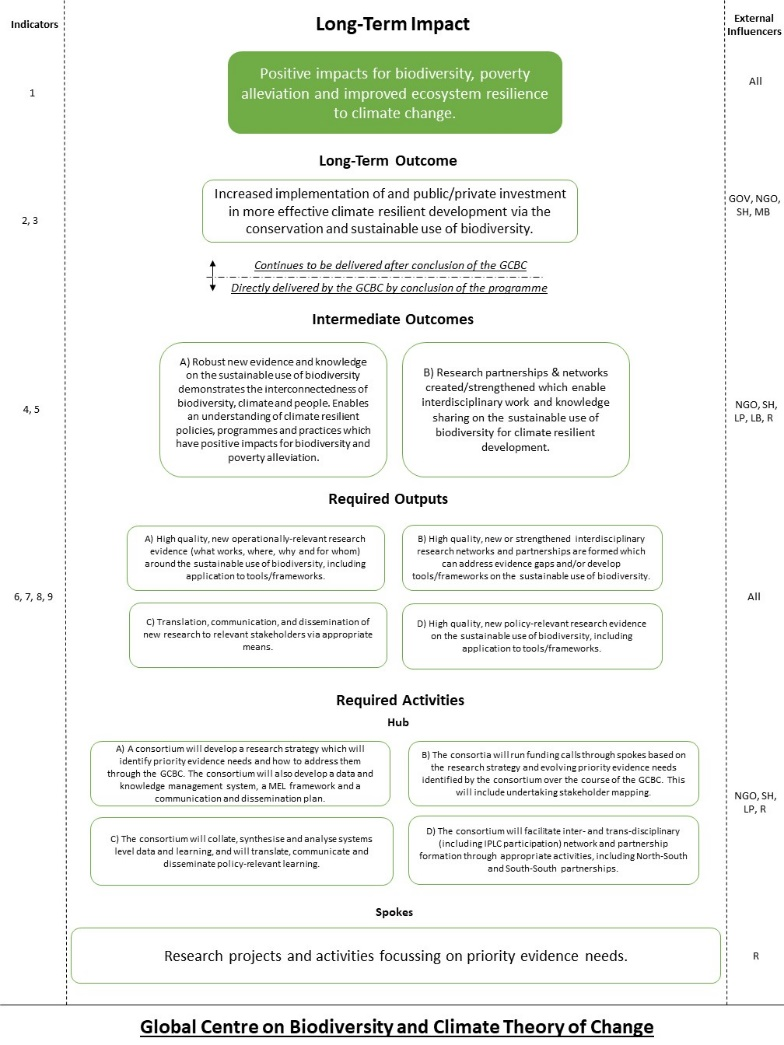 Indicators
Long-Term Impact
External
Influencers
Positive impacts for biodiversity, poverty
alleviation and improved ecosystem resilience
to climate change.
1
All
Long-Term Outcome
Increased implementation of and public/private investment
in more effective climate resilient development via the
conservation and sustainable use of biodiversity.
2, 3
GOV, NGO,
SH, MB
Continues to be delivered after conclusion of the GCBC
Directly delivered by the GCBC by conclusion of the programme
Intermediate Outcomes
A) Robust new evidence and knowledge
on the sustainable use of biodiversity
demonstrates the interconnectedness of
biodiversity, climate and people. Enables
an understanding of climate resilient
policies, programmes and practices which
have positive impacts for biodiversity and
poverty alleviation.
B) Research partnerships & networks
created/strengthened which enable
interdisciplinary work and knowledge
sharing on the sustainable use of
biodiversity for climate resilient
development.
4, 5
NGO, SH,
LP, LB, R
Required Outputs
A) High quality, new operationally-relevant research
evidence (what works, where, why and for whom)
around the sustainable use of biodiversity, including
application to tools/frameworks.
B) High quality, new or strengthened interdisciplinary
research networks and partnerships are formed which
can address evidence gaps and/or develop
tools/frameworks on the sustainable use of biodiversity.
6, 7, 8, 9
All
C) Translation, communication, and dissemination of
new research to relevant stakeholders via appropriate
means.
D) High quality, new policy-relevant research evidence
on the sustainable use of biodiversity, including
application to tools/frameworks.
Required Activities
Hub
A) A consortium will develop a research strategy which will
identify priority evidence needs and how to address them
through the GCBC. The consortium will also develop a data and
knowledge management system, a MEL framework and a
communication and dissemination plan.
B) The consortia will run funding calls through spokes based on
the research strategy and evolving priority evidence needs
identified by the consortium over the course of the GCBC. This
will include undertaking stakeholder mapping.
NGO, SH,
LP, R
C) The consortium will collate, synthesise and analyse systems
level data and learning, and will translate, communicate and
disseminate policy-relevant learning.
D) The consortium will facilitate inter- and trans-disciplinary
(including IPLC participation) network and partnership
formation through appropriate activities, including North-South
and South-South partnerships.
Spokes
Research projects and activities focussing on priority evidence needs.
R
Global Centre on Biodiversity and Climate Theory of Change